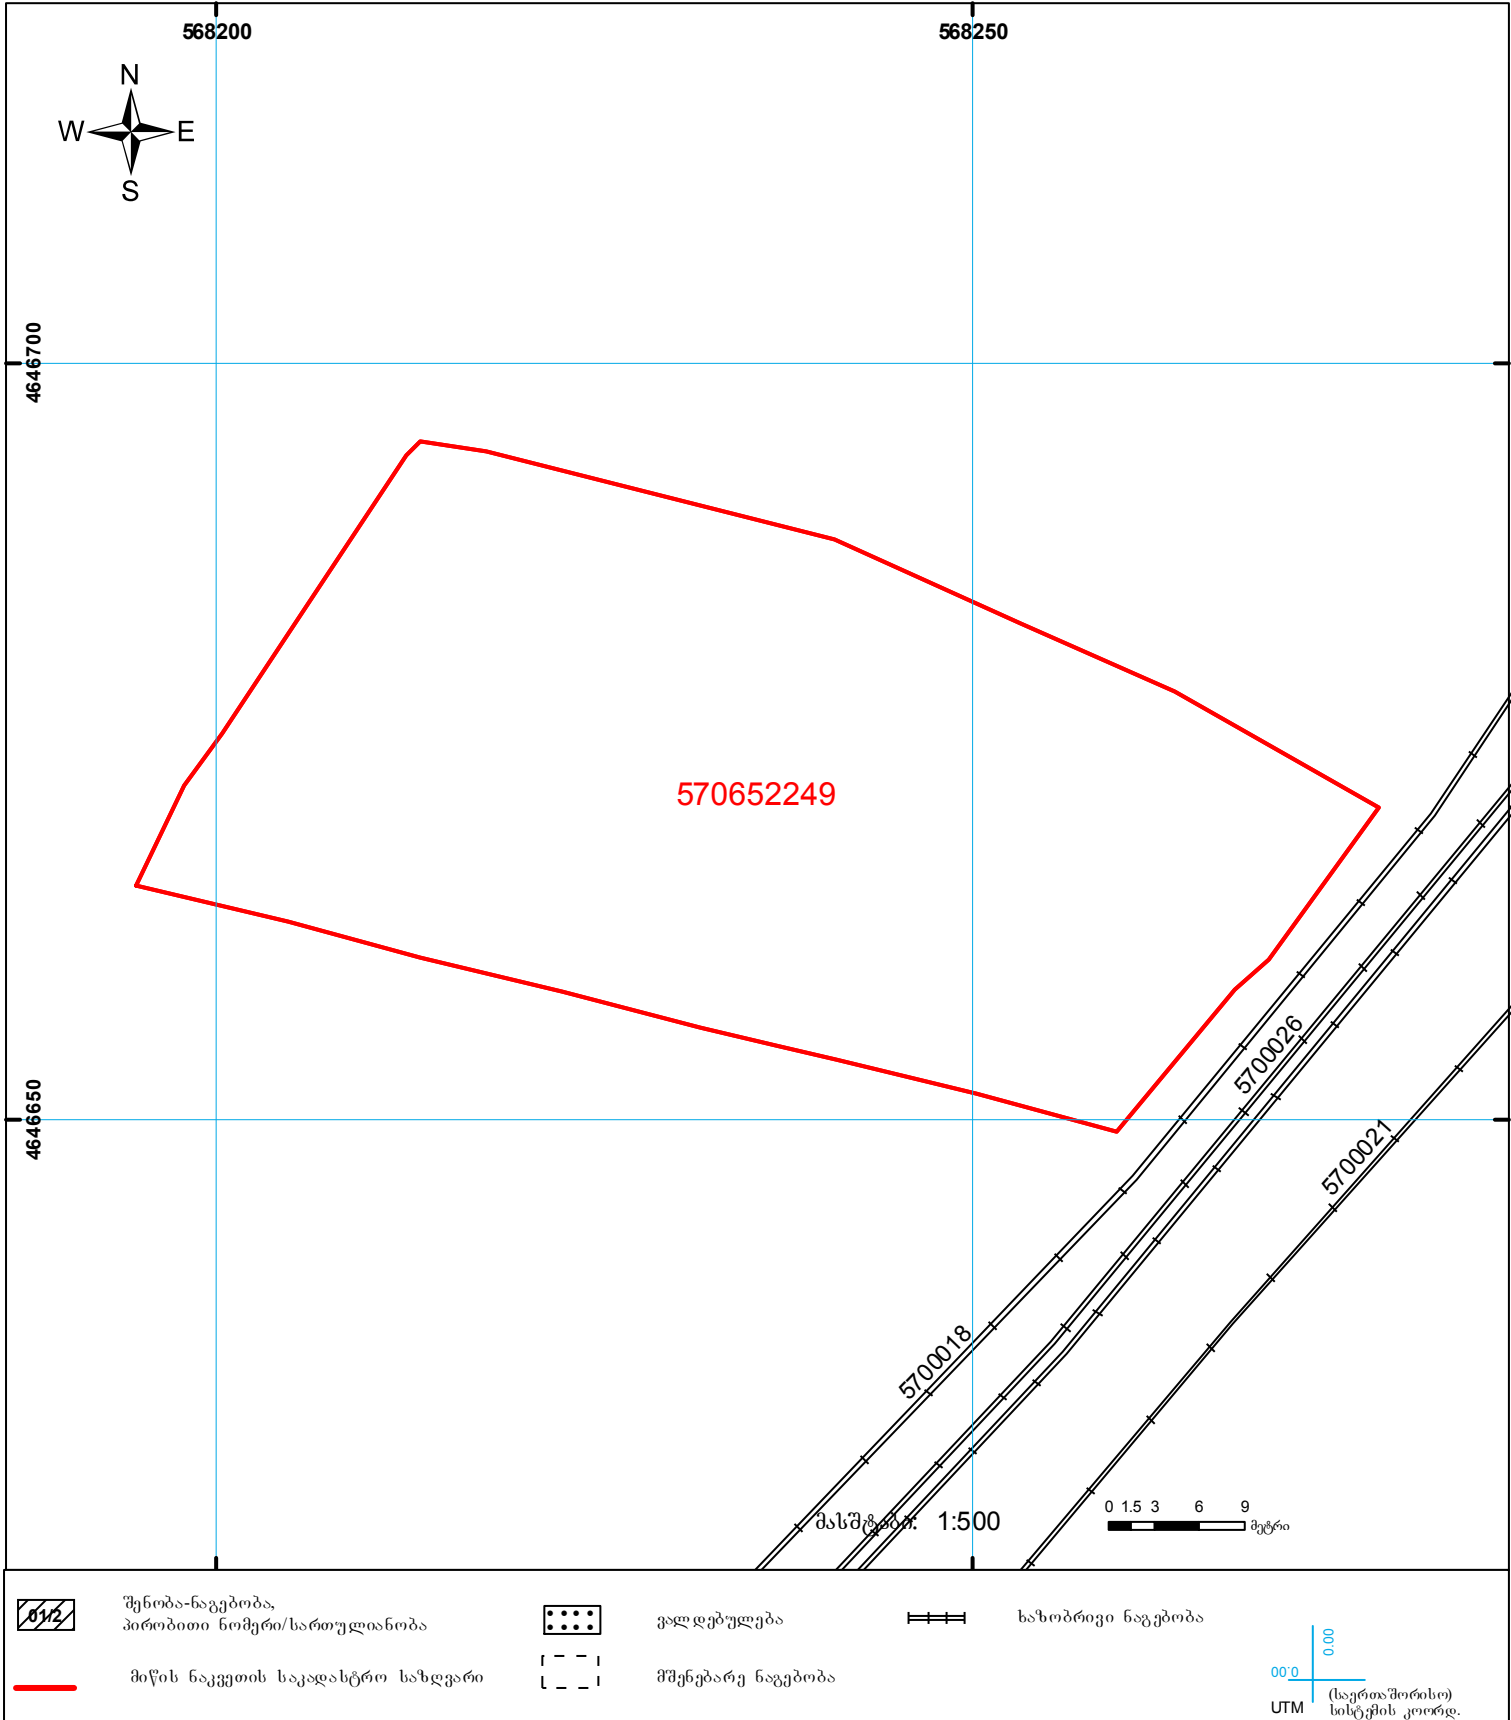 568200
568250
N
W
E
S
4646700
570652249
4646650
5700026
5700021
5700018
მასშტაბი: 1:500
0 1.5 3 6 9
მეტრი
01/2
შენობა-ნაგებობა,
პირობითი ნომერი/სართულიანობა
ვალდებულება
ხაზობრივი ნაგებობა
მიწის ნაკვეთის საკადასტრო საზღვარი
მშენებარე ნაგებობა
0.00
00.0
UTM
(საერთაშორისო)
სისტემის კოორდ.